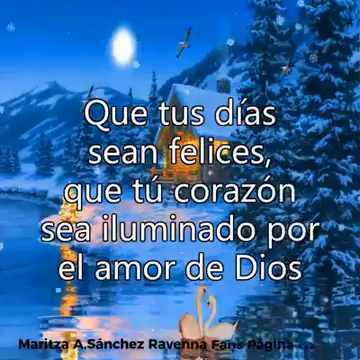 Que tus días
sean felices,
que tú corazón
sea iluminado por
el amor de Dios
Maritza A.Sánchez Ravenna Fans Página